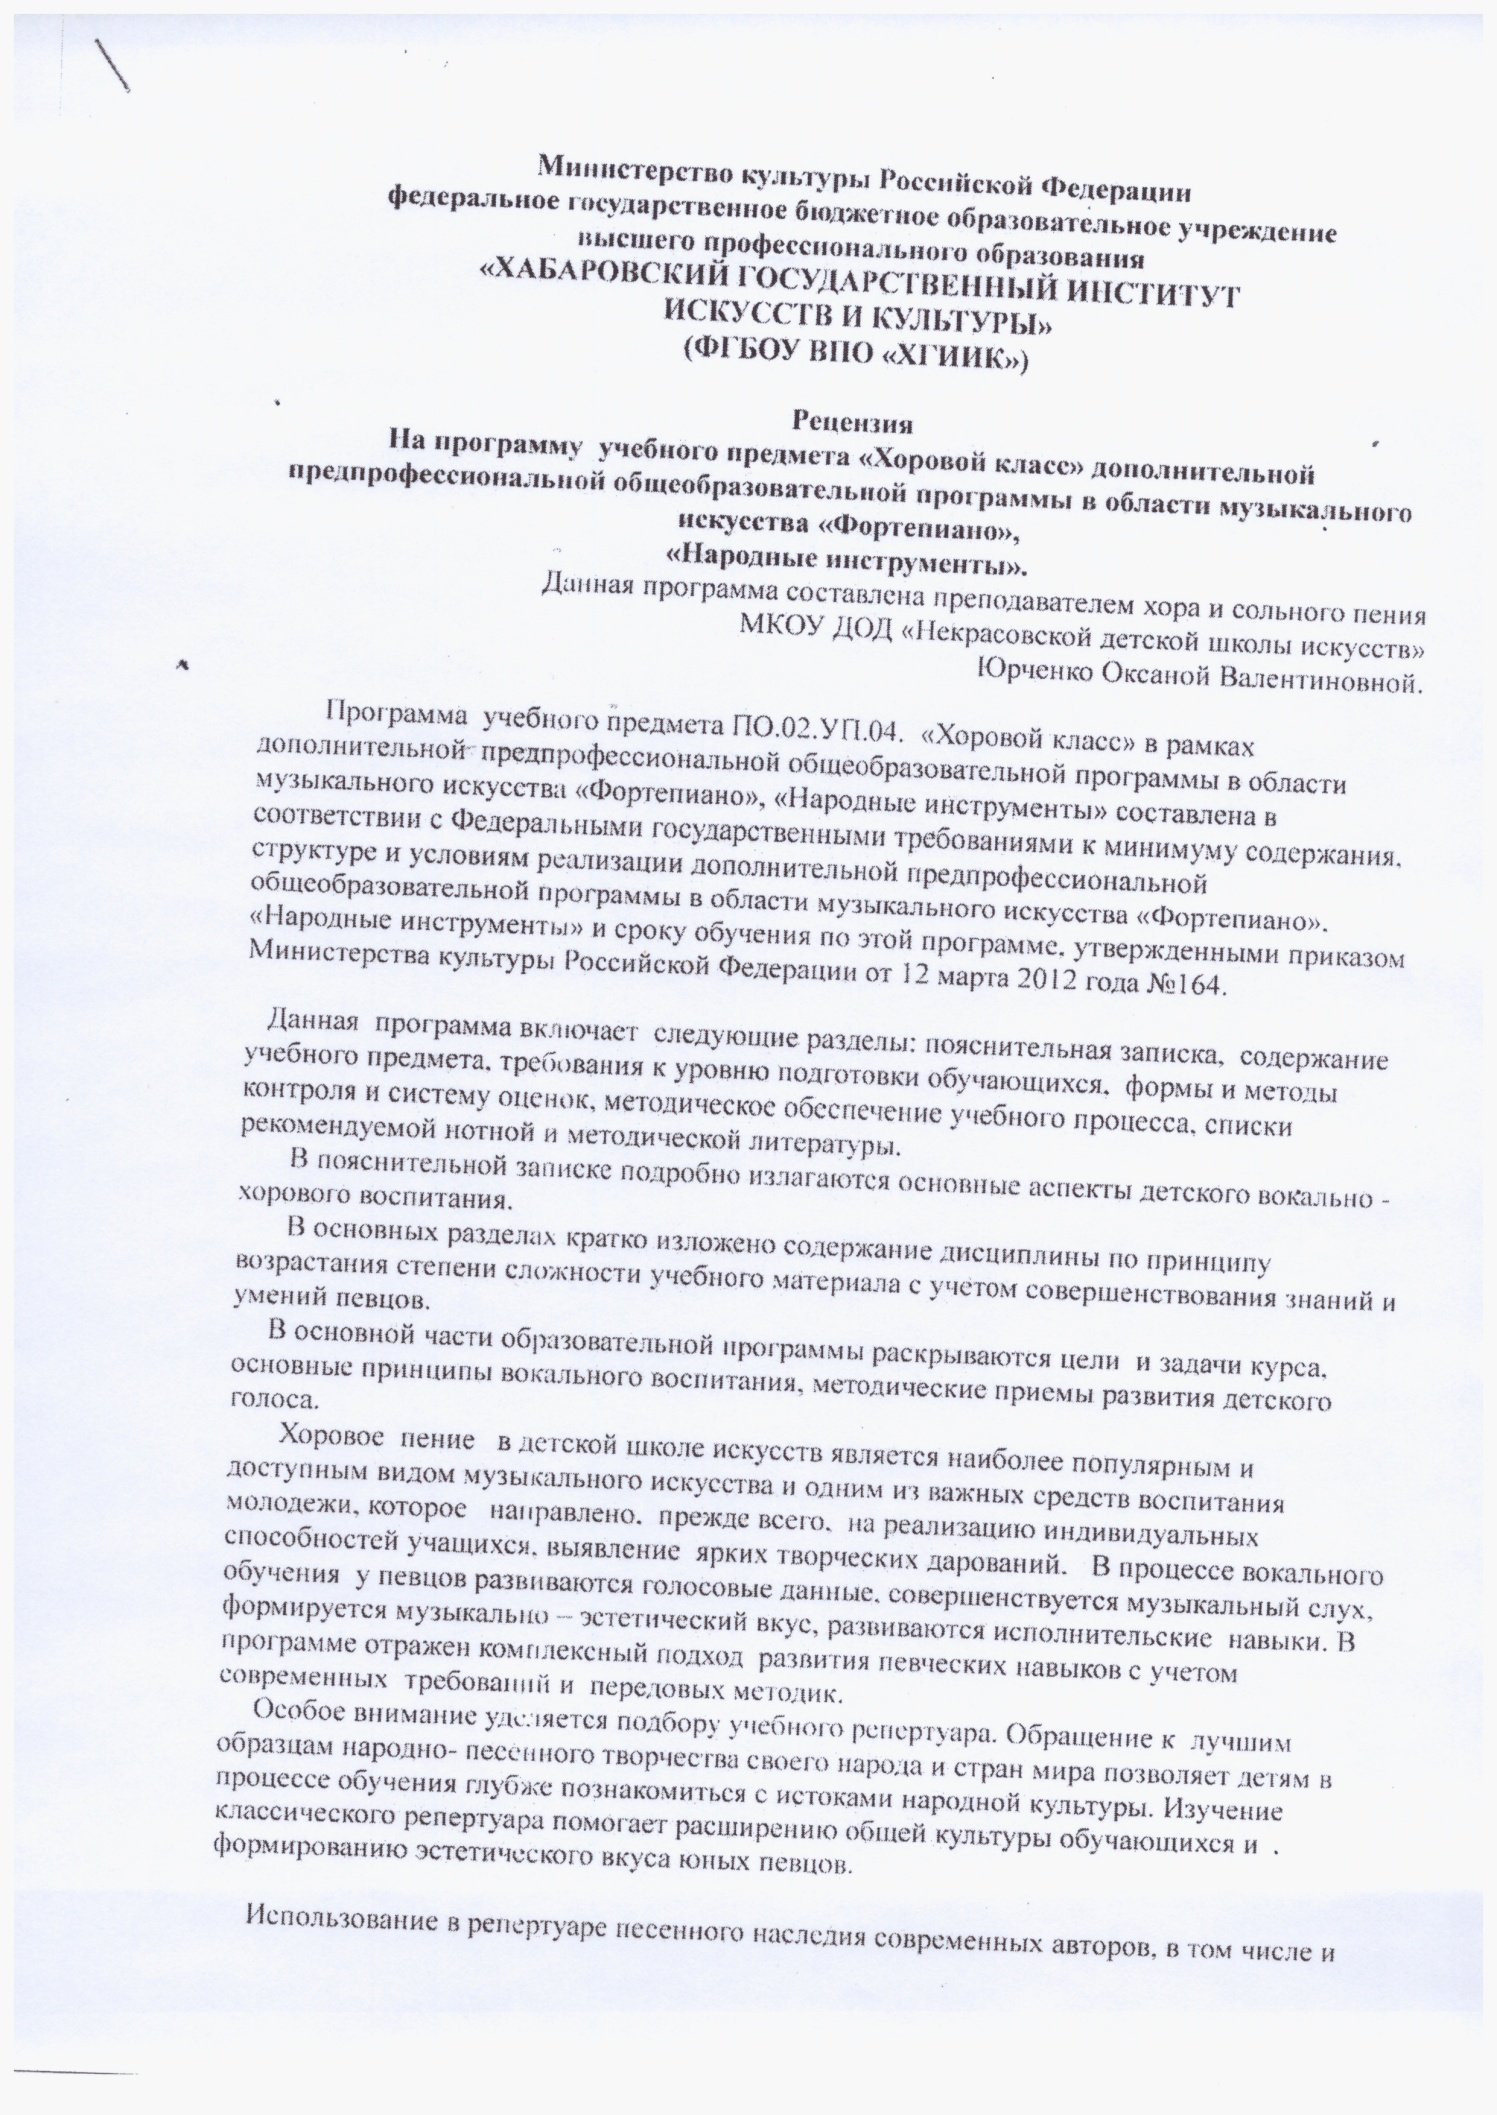 Министерство культуры Российской Федерации
федеральное государственное бюджетное образовательное учреждение
высшего профессионального образования
«ХАБАРОВСКИЙ ГОСУДАРСТВЕННЫЙ ИНСТИТУТ
ИСКУССТВ И КУЛЬТУРЫ»
(ФГБОУ ВПО «ХГИИК»)
Рецензия
На программу учебного предмета «Хоровой класс» дополнительной
предпрофессиональной общеобразовательной программы в области музыкального
искусства «Фортепиано»,
«Народные инструменты».
Данная программа составлена преподавателем хора и сольного пения
МКОУ ДОД «Некрасовской детской школы искусств»
Юрченко Оксаной Валентиновной.
Программа учебного предмета ПО.02.УП.04. «Хоровой класс» в рамках
дополнительной предпрофессиональной общеобразовательной программы в области
музыкального искусства «Фортепиано», «Народные инструменты» составлена в
соответствии с Федеральными государственными требованиями к минимуму содержания,
структуре и условиям реализации дополнительной предпрофессиональной
общеобразовательной программы в области музыкального искусства «Фортепиано».
«Народные инструменты» и сроку обучения по этой программе, утвержденными приказом
Министерства культуры Российской Федерации от 12 марта 2012 года №164.
Данная программа включает следующие разделы: пояснительная записка, содержание
учебного предмета, требования к уровню подготовки обучающихся, формы и методы
контроля и систему оценок, методическое обеспечение учебного процесса, списки
рекомендуемой нотной и методической литературы.
В пояснительной записке подробно излагаются основные аспекты детского вокально -
хорового воспитания.
В основных разделах кратко изложено содержание дисциплины по принципу
возрастания степени сложности учебного материала с учетом совершенствования знаний и
умений певцов.
В основной части образовательной программы раскрываются цели и задачи курса,
основные принципы вокального воспитания, методические приемы развития детского
голоса.
Хоровое пение в детской школе искусств является наиболее популярным и
доступным видом музыкального искусства и одним из важных средств воспитания
молодежи, которое направлено, прежде всего, на реализацию индивидуальных
способностей учащихся, выявление ярких творческих дарований. В процессе вокального
обучения у певцов развиваются голосовые данные, совершенствуется музыкальный слух,
формируется музыкально – эстетический вкус, развиваются исполнительские навыки. В
программе отражен комплексный подход развития певческих навыков с учетом
современных требований и передовых методик.
Особое внимание уделяется подбору учебного репертуара. Обращение к лучшим
образцам народно- песенного творчества своего народа и стран мира позволяет детям в
процессе обучения глубже познакомиться с истоками народной культуры. Изучение
классического репертуара помогает расширению общей культуры обучающихся и .
формированию эстетического вкуса юных певцов.
Использование в репертуаре песенного наследия современных авторов, в том числе и